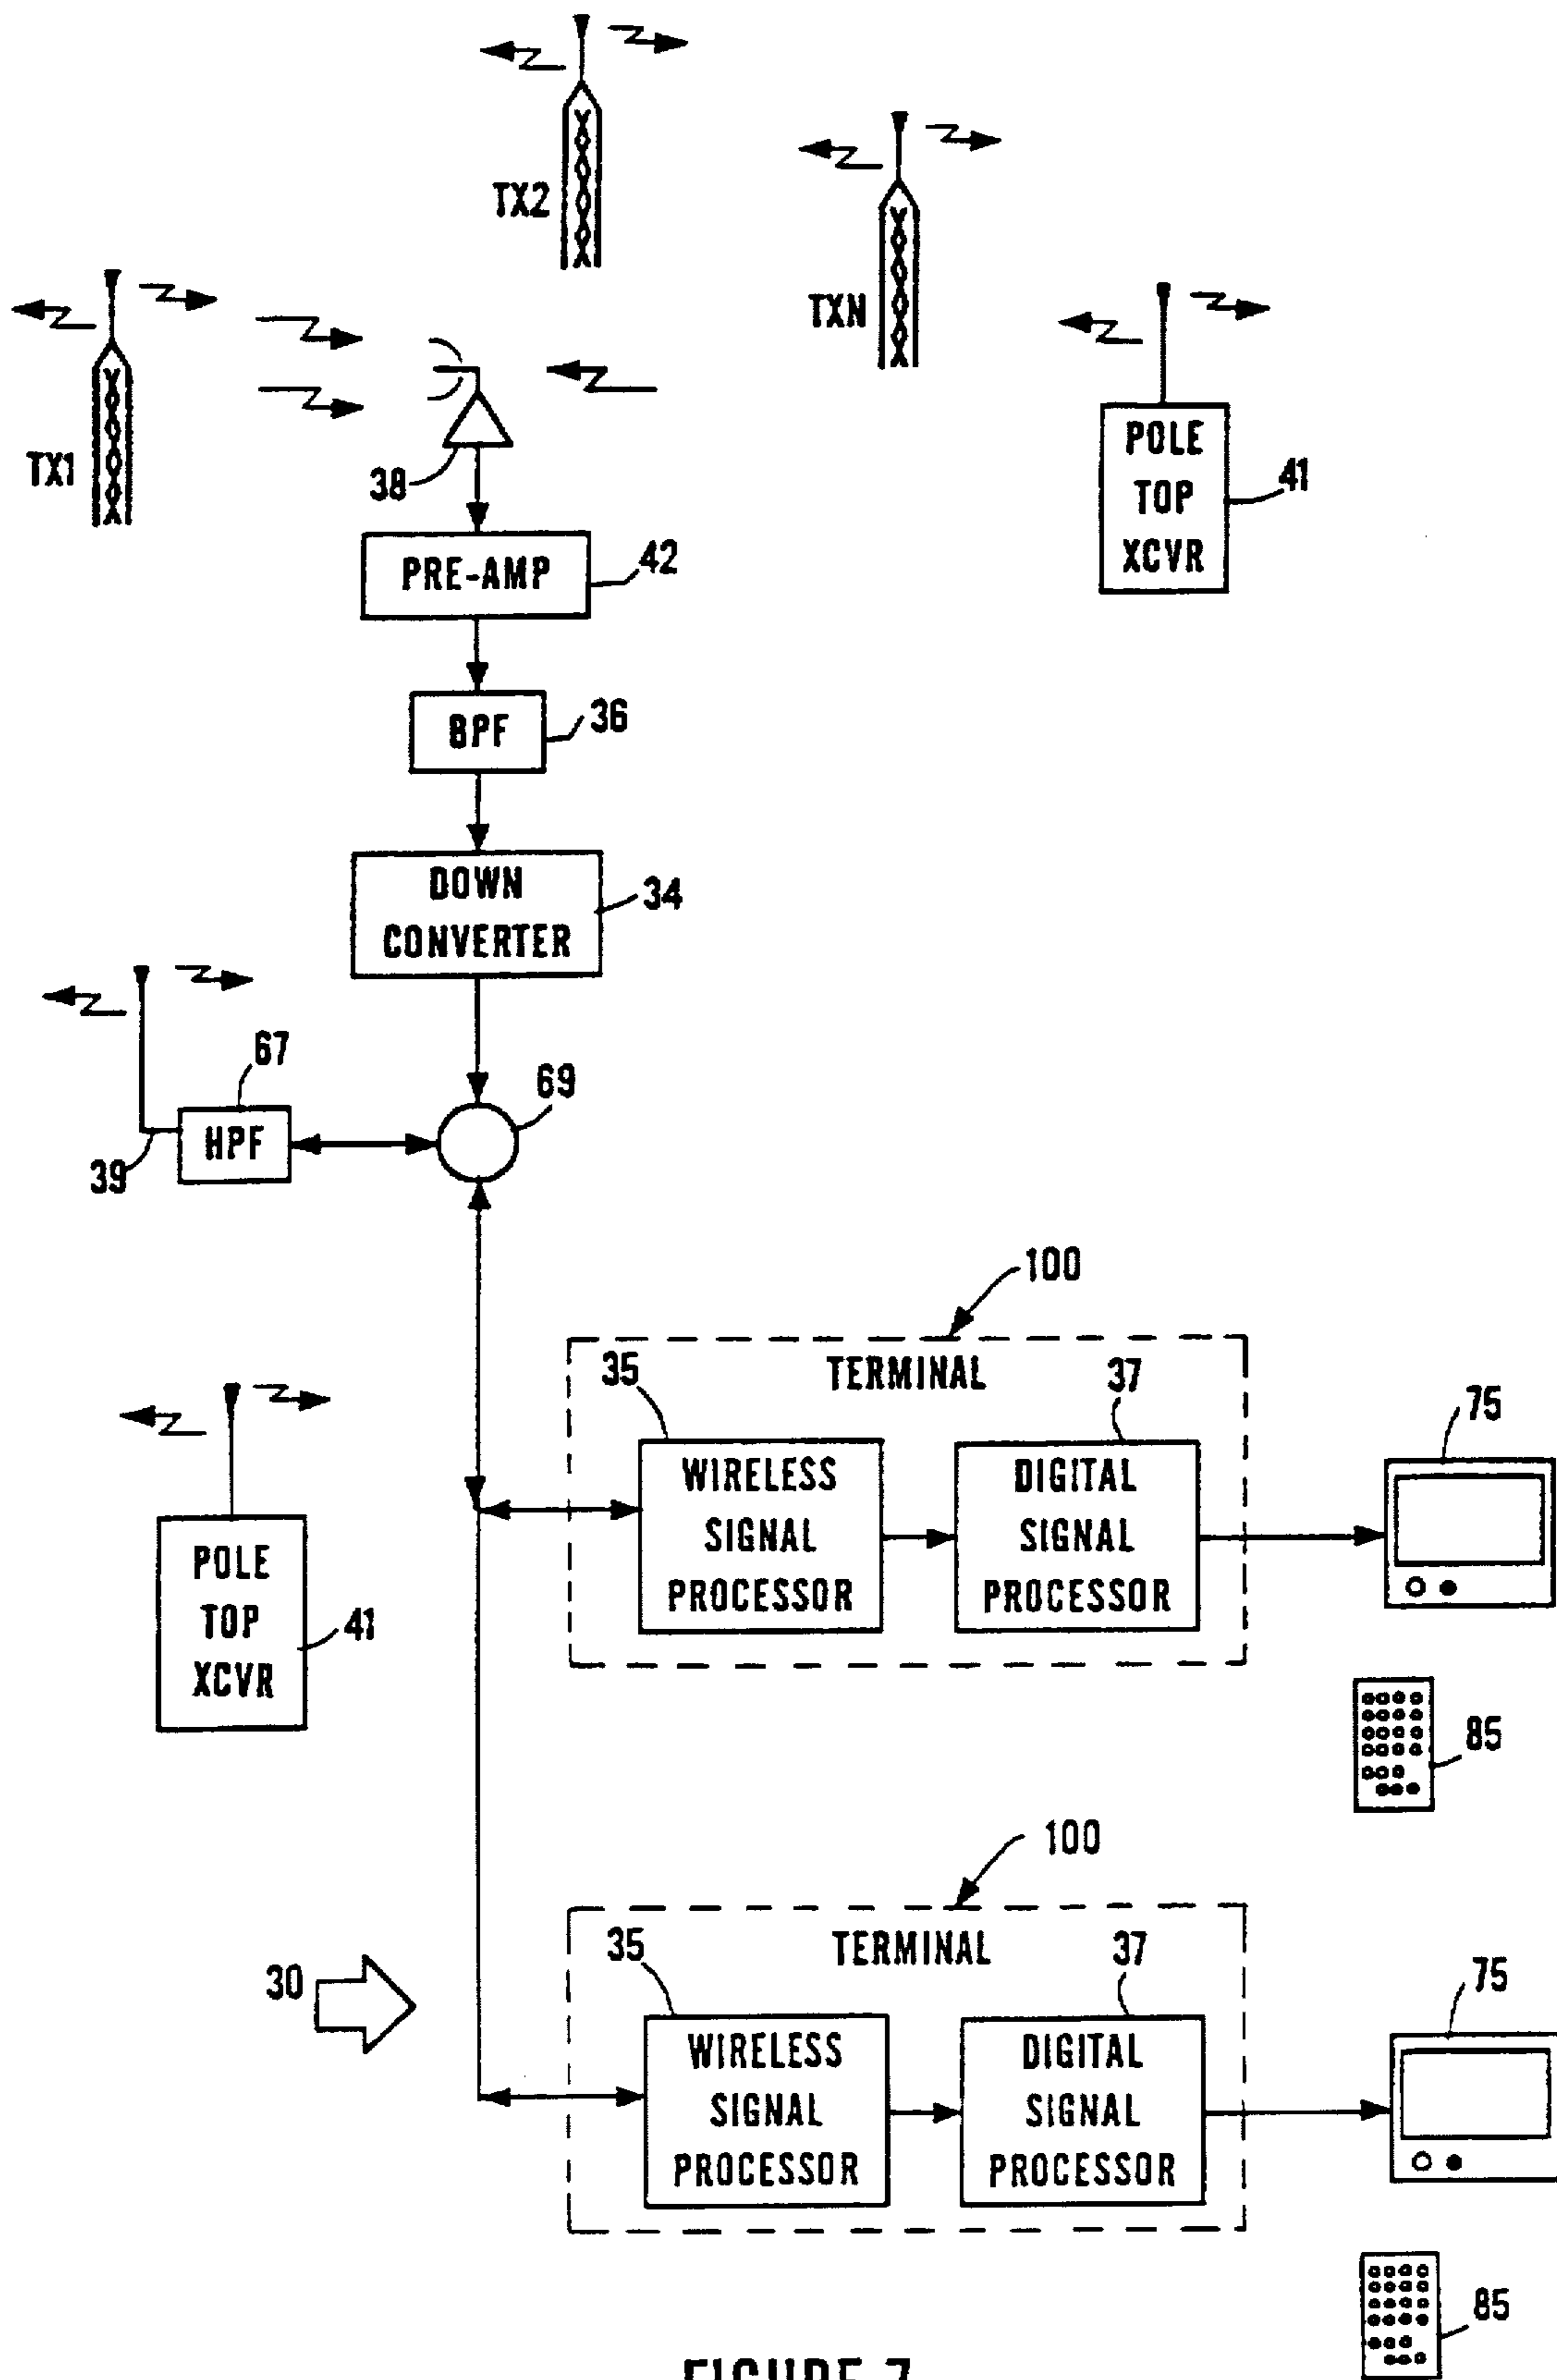 TX2
TXN
TX1
38
POLE
TOP
XCVR
41
PRE-AMP
42
BPF
36
DOWN
CONVERTER
34
67
69
HPF
39
100
TERMINAL
35
37
75
WIRELESS
SIGNAL
PROCESSOR
DIGITAL
SIGNAL
PROCESSOR
POLE
TOP
XCVR
41
85
100
TERMINAL
35
37
75
30
WIRELESS
SIGNAL
PROCESSOR
DIGITAL
SIGNAL
PROCESSOR
85
FIGURE 7